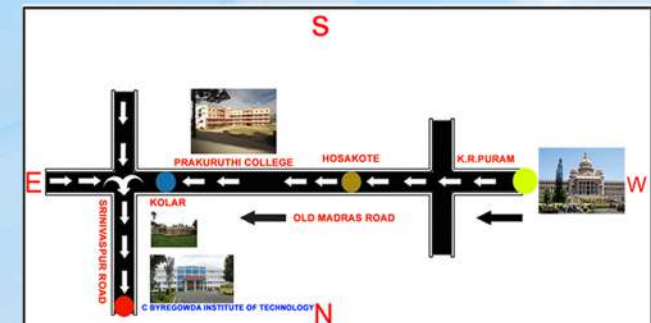 S
PRAKURUTHI COLLEGE
HOSAKOTE
K.R.PURAM
E
W
KOLAR
SRINIVASPUR ROAD
OLD MADRAS ROAD
C BYREGOWDA INSTITUTE OF TECHNOLOGY
N